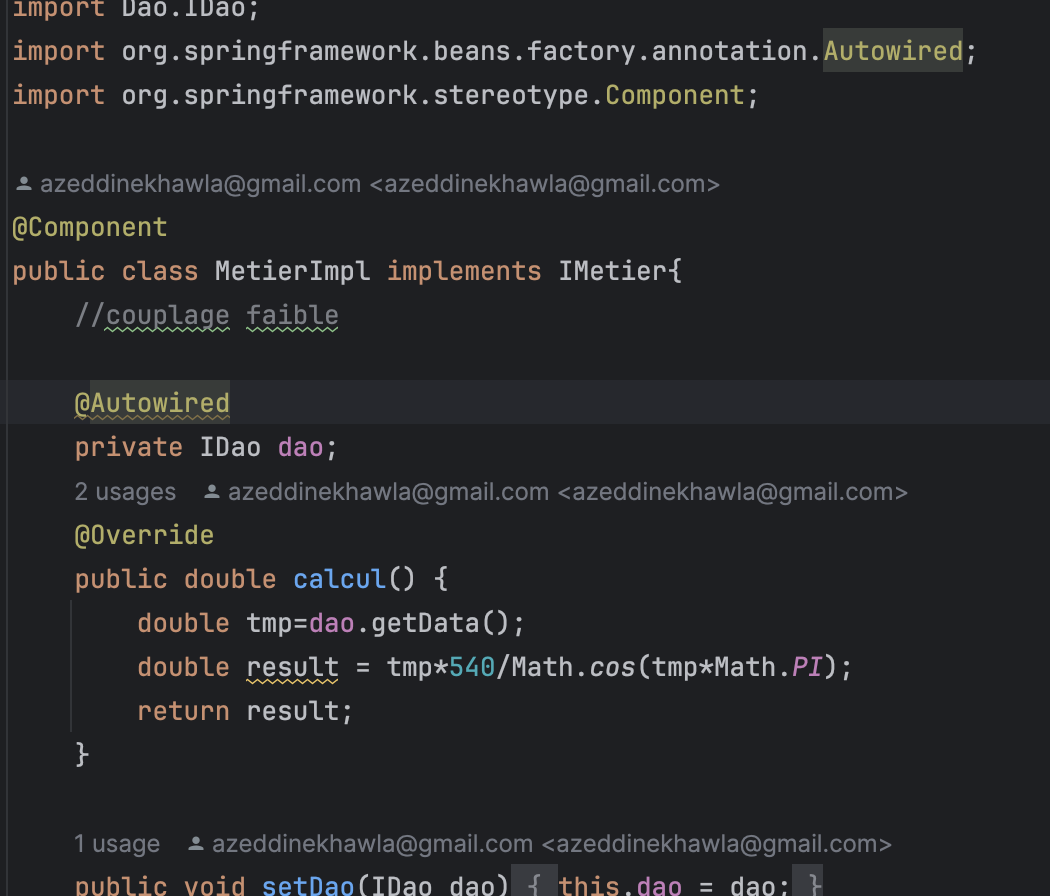 import Dao.IDao;
import org.springframework.beans.factory.annotation.Autowired;
import org.springframework.stereotype.Component;
azeddinekhawla@gmail.com <azeddinekhawla@gmail.com>
@Component
public class MetierImpl implements IMetier{
//couplage faible
@Autowired
private IDao dao;
2 usages azeddinekhawla@gmail.com <azeddinekhawla@gmail.com>
@Override
public double calcul() {
double tmp=dao.getData();
double result = tmp*540/Math.cos(tmp*Math.PI);
return result;
}
1 usage azeddinekhawla@gmail.com <azeddinekhawla@gmail.com>
public void setDao(IDao dao) { this.dao = dao; }